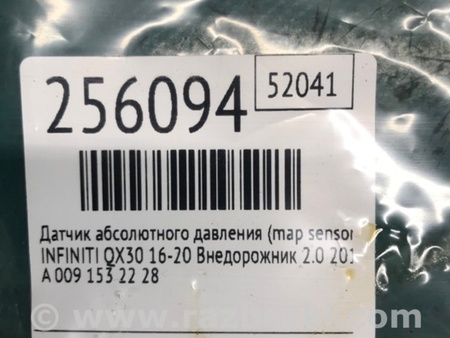 256094
52041
Датчик абсолютного давления (map sensor
INFINITI QX30 16-20 Внедорожник 2.0 201
A 009 153 22 28